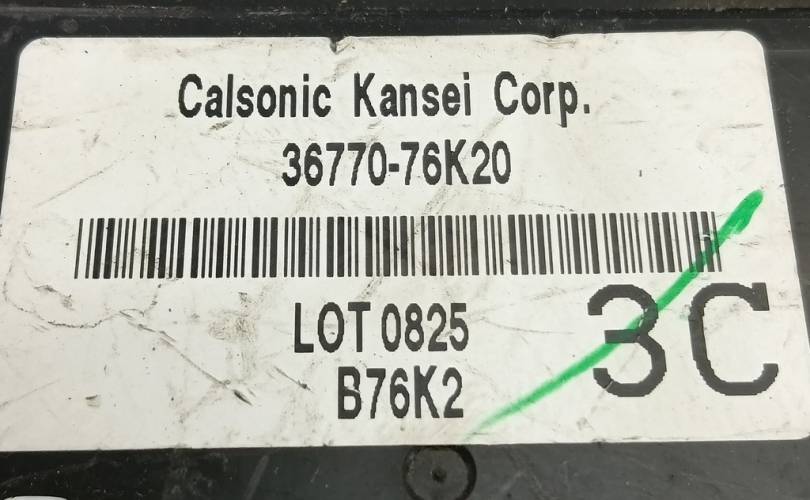 Calsonic Kansei Corp.
36770-76K20
LOT 0825
B76K2
3C